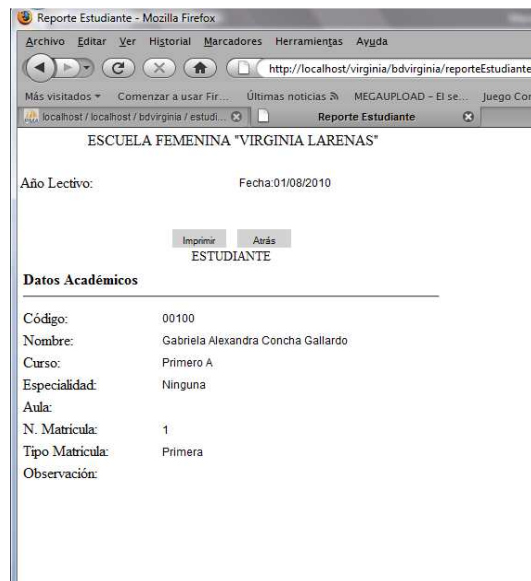 Reporte Estudiante - Mozilla Firefox
Archivo Editar Ver Historial Marcadores Herramientas Ayuda
http://localhost/virginia/bdvirginia/reporteEstudiante
Más visitados Comenzar a usar Fir... Últimas noticias MEGAUPLOAD - El se... Juego Con
localhost / localhost / bdvirginia / estudi... Reporte Estudiante
ESCUELA FEMENINA "VIRGINIA LARENAS"
Año Lectivo: Fecha:01/08/2010
Imprimir Atrás
ESTUDIANTE
Datos Académicos
Código: 00100
Nombre: Gabriela Alexandra Concha Gallardo
Curso: Primero A
Especialidad: Ninguna
Aula:
N. Matrícula: 1
Tipo Matrícula: Primera
Observación: